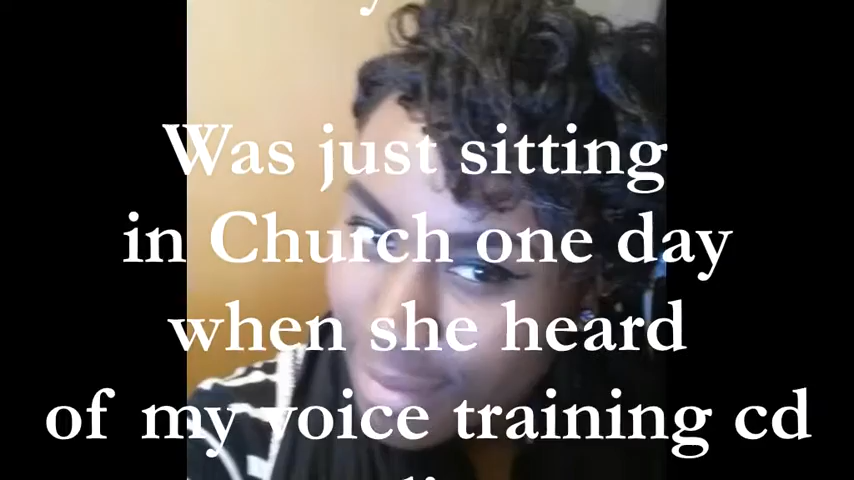 Was just sitting
in Church one day
when she heard
of my voice training cd